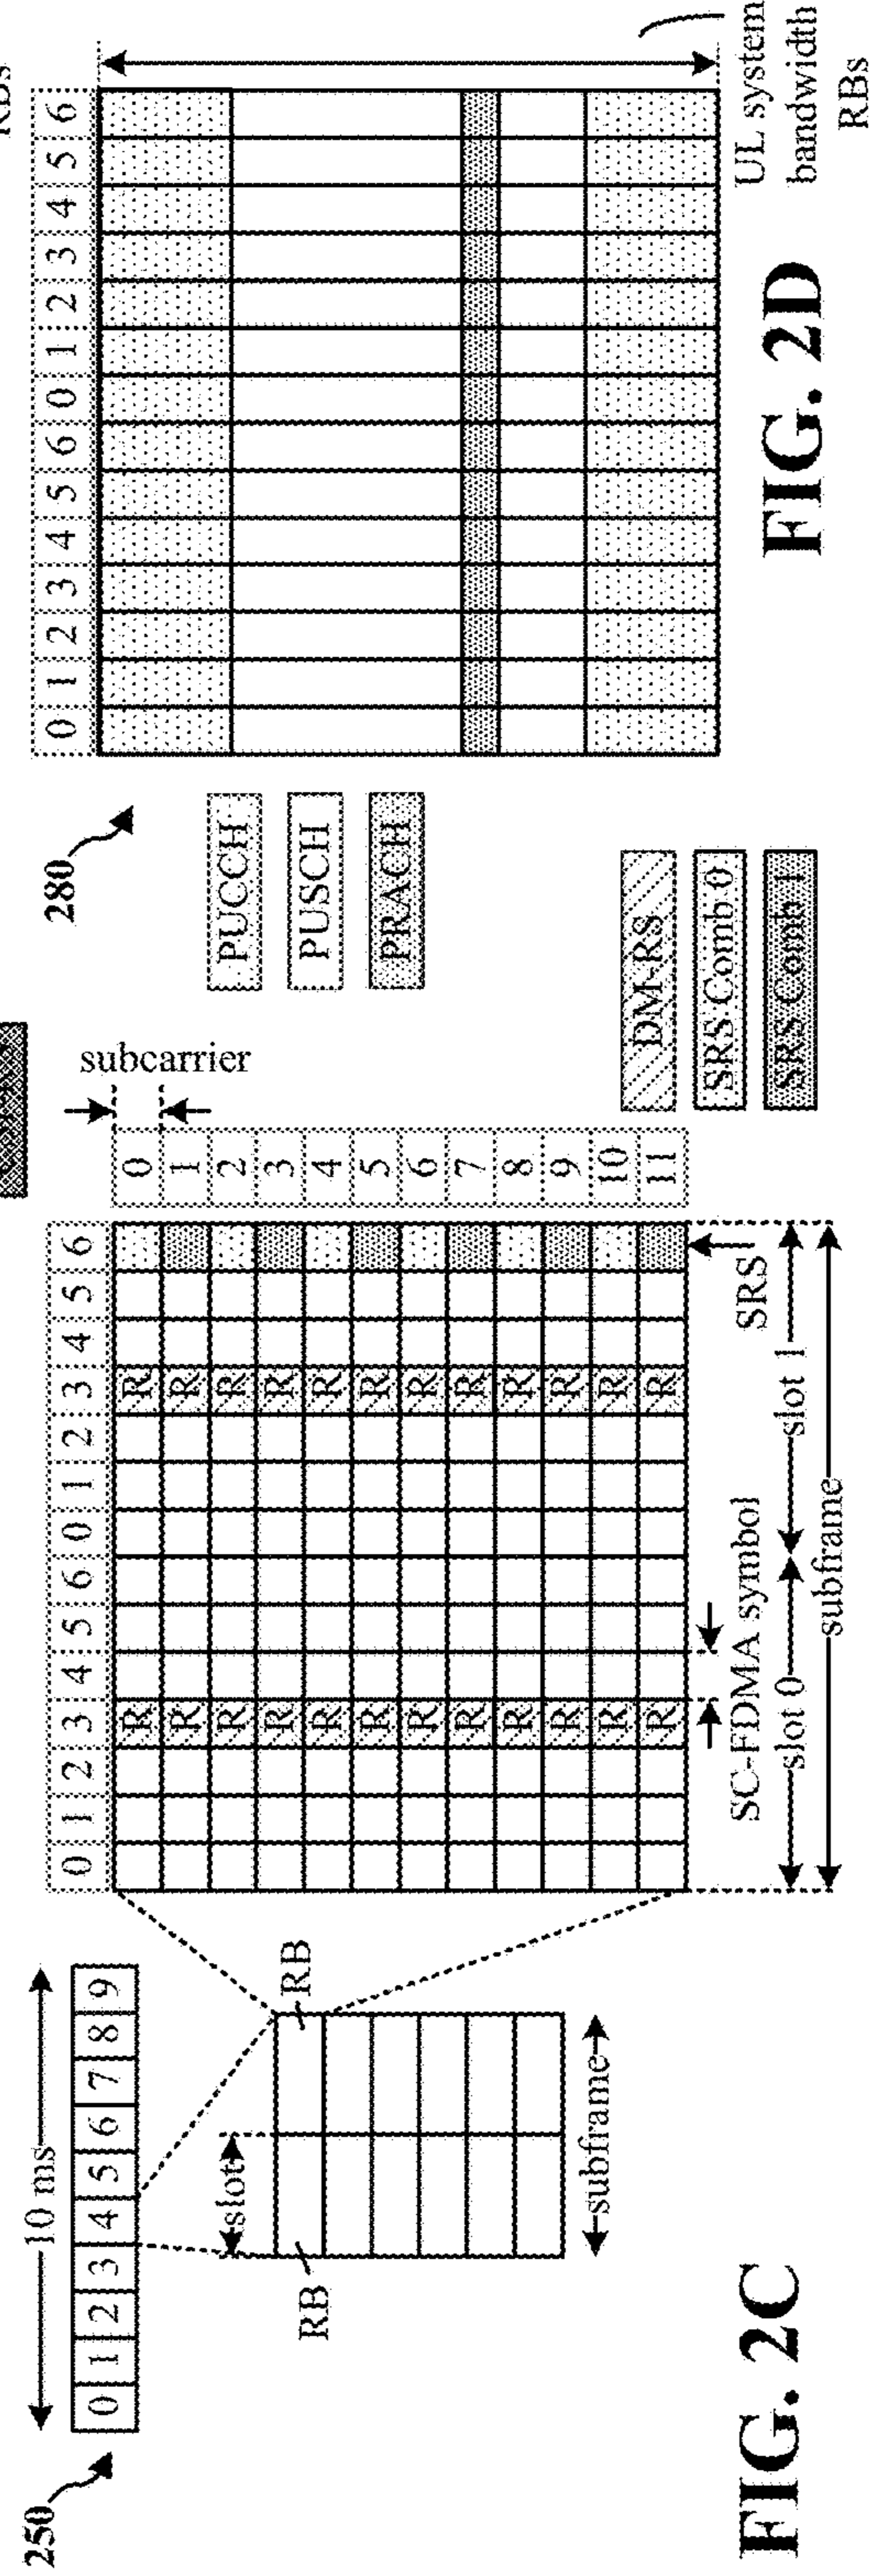 250
10 ms
0 1 2 3 4 5 6 7 8 9
slot
RB
RB
subframe
FIG. 2C
0 1 2 3 4 5 6 0 1 2 3 4 5 6
subcarrier
R R 0
R R 1
R R 2
R R 3
R R 4
R R 5
R R 6
R R 7
R R 8
R R 9
R R 10
R R 11
SC-FDMA symbol
SRS
slot 0
slot 1
subframe
DM-RS
SRS Comb 0
SRS Comb 1
280
PUCCH
PUSCH
PRACH
0 1 2 3 4 5 6 0 1 2 3 4 5 6
UL system
bandwidth
RBs
FIG. 2D
RBs